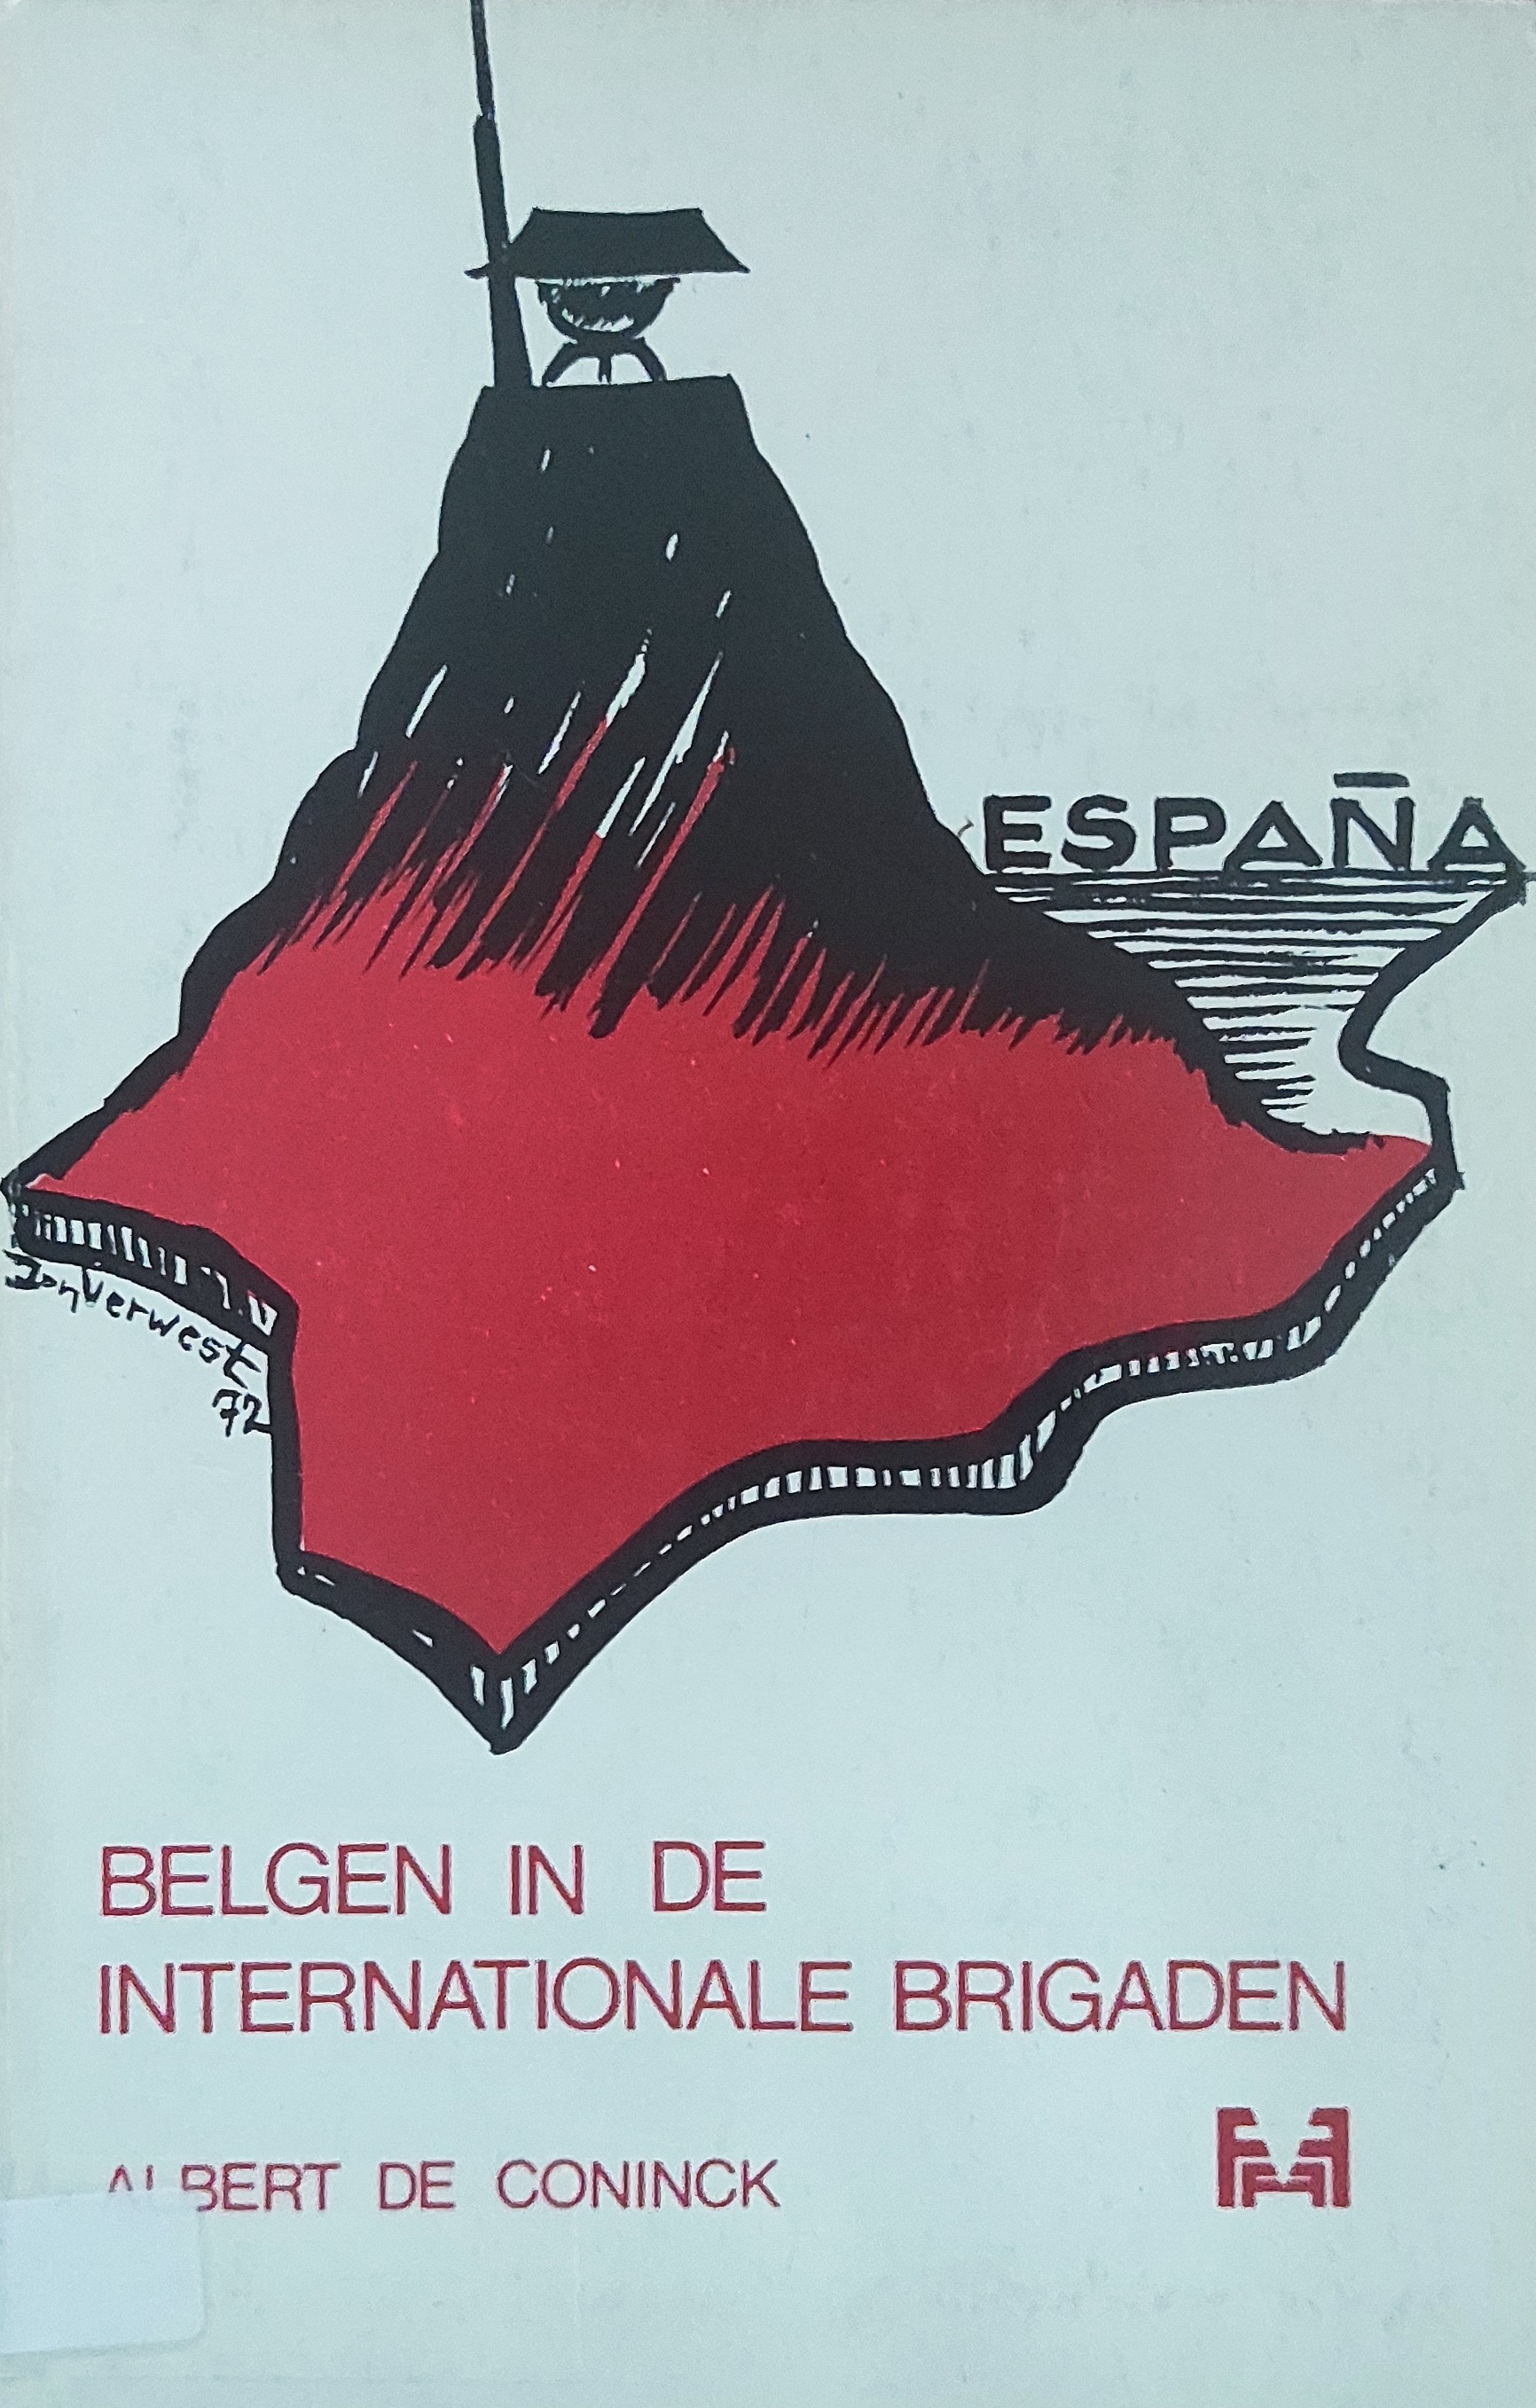 ESPAÑA
Jan Verwest
72
BELGEN IN DE
INTERNATIONALE BRIGADEN
ALBERT DE CONINCK